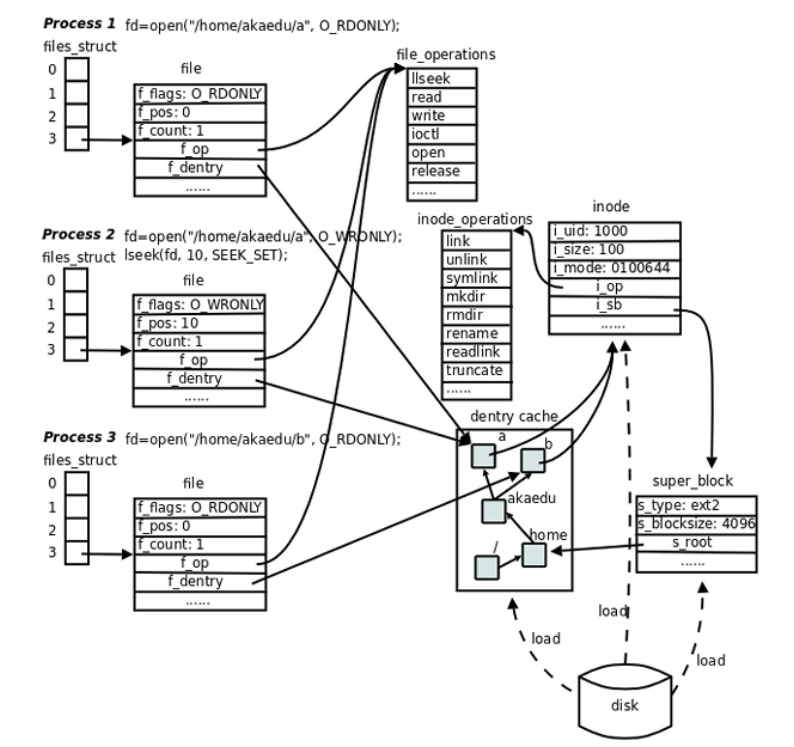 Process 1 fd=open("/home/akaedu/a", O_RDONLY);
files_struct
0
1
2
3
file
f_flags: O_RDONLY
f_pos: 0
f_count: 1
f_op
f_dentry
......
file_operations
llseek
read
write
ioctl
open
release
......
Process 2 fd=open("/home/akaedu/a", O_WRONLY);
lseek(fd, 10, SEEK_SET);
files_struct
0
1
2
3
file
f_flags: O_WRONLY
f_pos: 10
f_count: 1
f_op
f_dentry
......
inode_operations
link
unlink
symlink
mkdir
rmdir
rename
readlink
truncate
......
inode
i_uid: 1000
i_size: 100
i_mode: 0100644
i_op
i_sb
......
Process 3 fd=open("/home/akaedu/b", O_RDONLY);
files_struct
0
1
2
3
file
f_flags: O_RDONLY
f_pos: 0
f_count: 1
f_op
f_dentry
......
dentry cache
a
b
akaedu
home
/
super_block
s_type: ext2
s_blocksize: 4096
s_root
......
load
load
load
disk